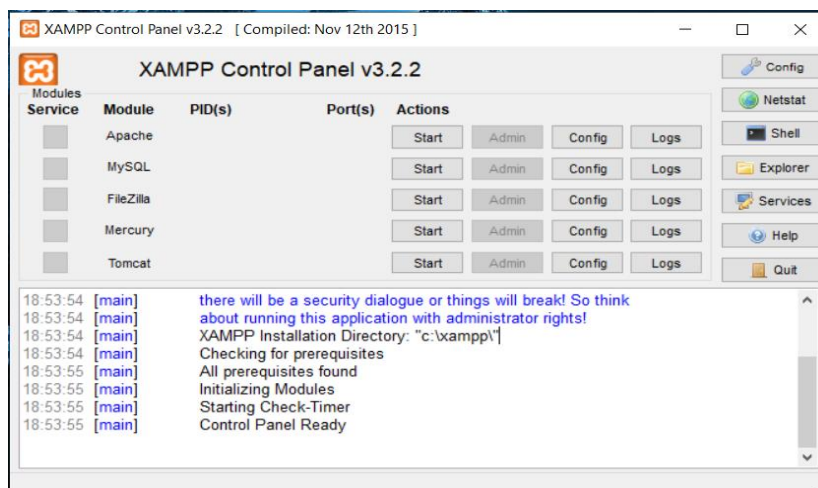 XAMPP Control Panel v3.2.2 [ Compiled: Nov 12th 2015 ]
XAMPP Control Panel v3.2.2
Config
Modules
Service Module PID(s) Port(s) Actions
Netstat
Apache Start Admin Config Logs
Shell
MySQL Start Admin Config Logs
Explorer
FileZilla Start Admin Config Logs
Services
Mercury Start Admin Config Logs
Help
Tomcat Start Admin Config Logs
Quit
18:53:54 [main] there will be a security dialogue or things will break! So think
18:53:54 [main] about running this application with administrator rights!
18:53:54 [main] XAMPP Installation Directory: "c:\xampp\"
18:53:54 [main] Checking for prerequisites
18:53:55 [main] All prerequisites found
18:53:55 [main] Initializing Modules
18:53:55 [main] Starting Check-Timer
18:53:55 [main] Control Panel Ready